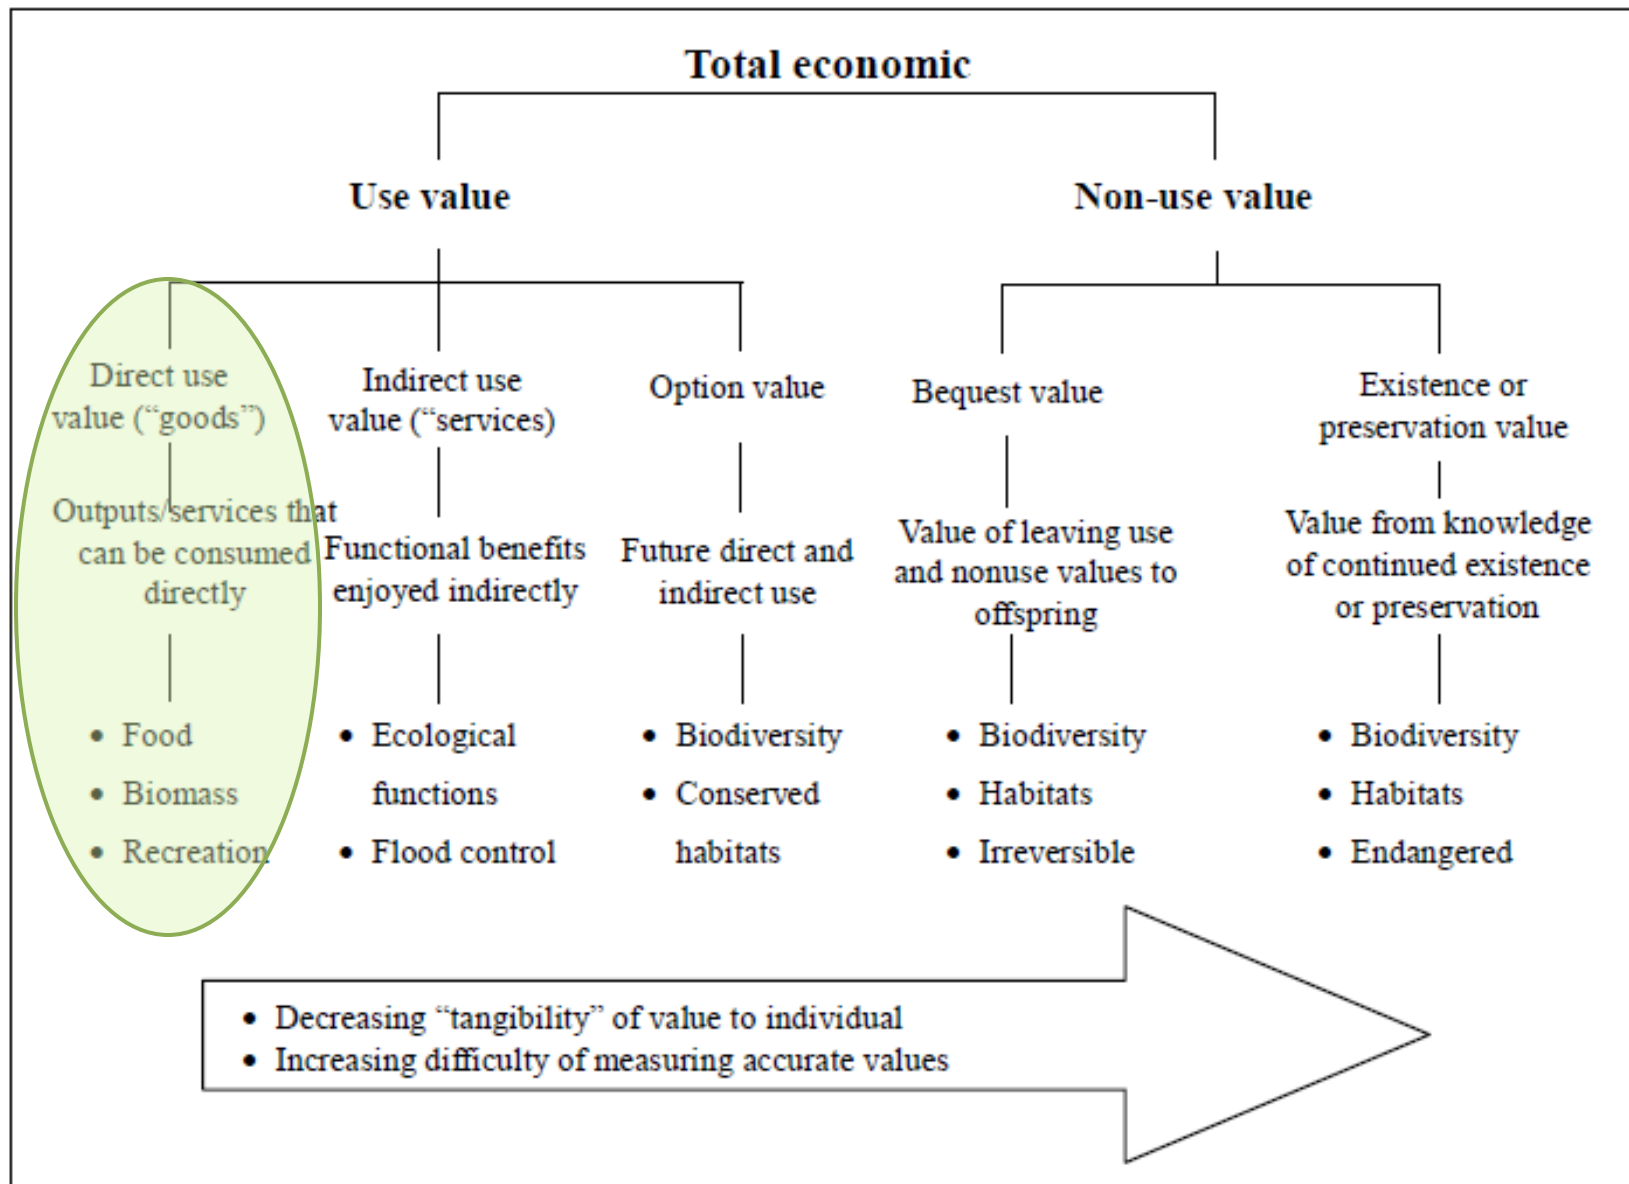 Total economic
Use value
Non-use value
Direct use
value (“goods”)
Outputs/services that
can be consumed
directly
• Food
• Biomass
• Recreation
Indirect use
value (“services)
Functional benefits
enjoyed indirectly
• Ecological
functions
• Flood control
Option value
Future direct and
indirect use
• Biodiversity
• Conserved
habitats
Bequest value
Value of leaving use
and nonuse values to
offspring
• Biodiversity
• Habitats
• Irreversible
Existence or
preservation value
Value from knowledge
of continued existence
or preservation
• Biodiversity
• Habitats
• Endangered
• Decreasing “tangibility” of value to individual
• Increasing difficulty of measuring accurate values